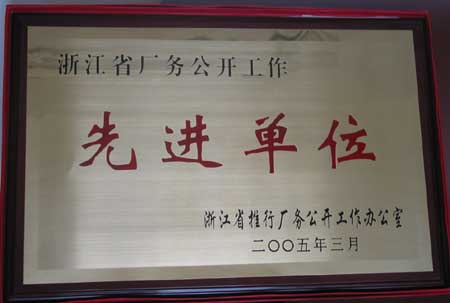 浙江省厂务公开工作
先进单位
浙江省推行厂务公开工作办公室
二〇〇五年三月